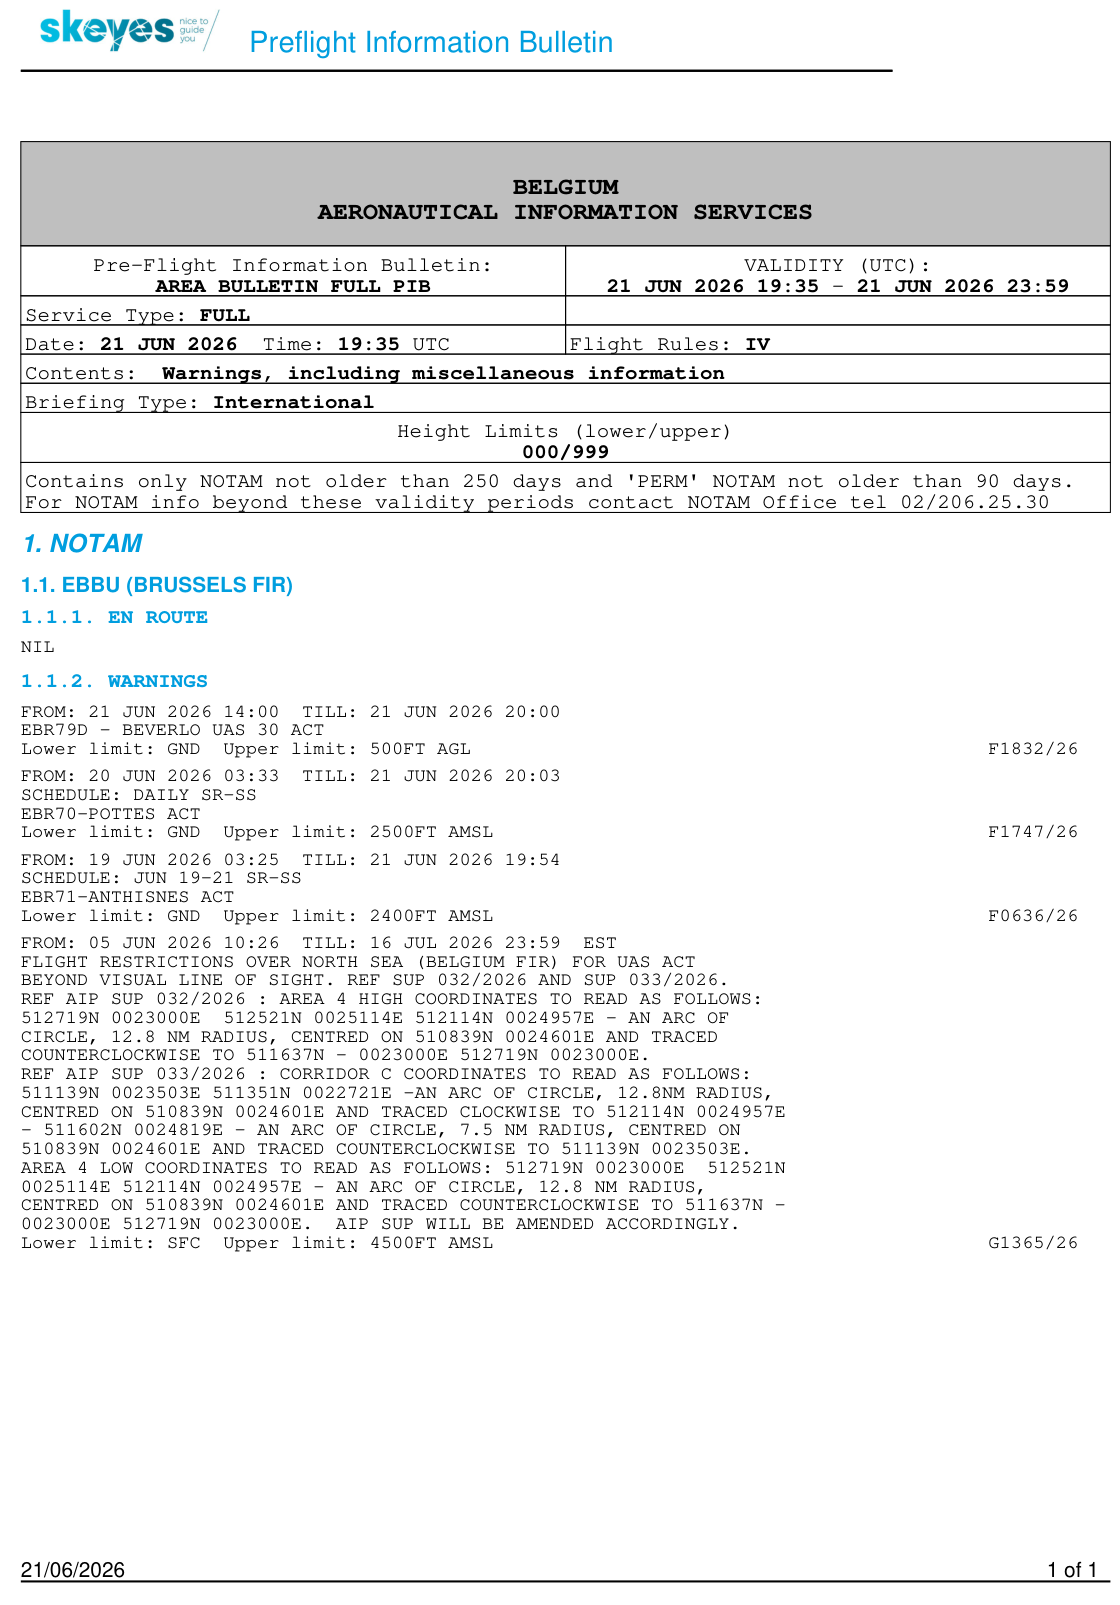 skeyes nice to guide you
Preflight Information Bulletin
BELGIUM
AERONAUTICAL INFORMATION SERVICES
Pre-Flight Information Bulletin:
AREA BULLETIN FULL PIB
VALIDITY (UTC):
21 JUN 2026 19:35 - 21 JUN 2026 23:59
Service Type: FULL
Date: 21 JUN 2026  Time: 19:35 UTC
Flight Rules: IV
Contents:  Warnings, including miscellaneous information
Briefing Type: International
Height Limits (lower/upper)
000/999
Contains only NOTAM not older than 250 days and 'PERM' NOTAM not older than 90 days.
For NOTAM info beyond these validity periods contact NOTAM Office tel 02/206.25.30
1. NOTAM
1.1. EBBU (BRUSSELS FIR)
1.1.1. EN ROUTE
NIL
1.1.2. WARNINGS
FROM: 21 JUN 2026 14:00  TILL: 21 JUN 2026 20:00
EBR79D - BEVERLO UAS 30 ACT
Lower limit: GND  Upper limit: 500FT AGL F1832/26
FROM: 20 JUN 2026 03:33  TILL: 21 JUN 2026 20:03
SCHEDULE: DAILY SR-SS
EBR70-POTTES ACT
Lower limit: GND  Upper limit: 2500FT AMSL F1747/26
FROM: 19 JUN 2026 03:25  TILL: 21 JUN 2026 19:54
SCHEDULE: JUN 19-21 SR-SS
EBR71-ANTHISNES ACT
Lower limit: GND  Upper limit: 2400FT AMSL F0636/26
FROM: 05 JUN 2026 10:26  TILL: 16 JUL 2026 23:59  EST
FLIGHT RESTRICTIONS OVER NORTH SEA (BELGIUM FIR) FOR UAS ACT
BEYOND VISUAL LINE OF SIGHT. REF SUP 032/2026 AND SUP 033/2026.
REF AIP SUP 032/2026 : AREA 4 HIGH COORDINATES TO READ AS FOLLOWS:
512719N 0023000E  512521N 0025114E 512114N 0024957E - AN ARC OF
CIRCLE, 12.8 NM RADIUS, CENTRED ON 510839N 0024601E AND TRACED
COUNTERCLOCKWISE TO 511637N - 0023000E 512719N 0023000E.
REF AIP SUP 033/2026 : CORRIDOR C COORDINATES TO READ AS FOLLOWS:
511139N 0023503E 511351N 0022721E -AN ARC OF CIRCLE, 12.8NM RADIUS,
CENTRED ON 510839N 0024601E AND TRACED CLOCKWISE TO 512114N 0024957E
- 511602N 0024819E - AN ARC OF CIRCLE, 7.5 NM RADIUS, CENTRED ON
510839N 0024601E AND TRACED COUNTERCLOCKWISE TO 511139N 0023503E.
AREA 4 LOW COORDINATES TO READ AS FOLLOWS: 512719N 0023000E  512521N
0025114E 512114N 0024957E - AN ARC OF CIRCLE, 12.8 NM RADIUS,
CENTRED ON 510839N 0024601E AND TRACED COUNTERCLOCKWISE TO 511637N -
0023000E 512719N 0023000E.  AIP SUP WILL BE AMENDED ACCORDINGLY.
Lower limit: SFC  Upper limit: 4500FT AMSL G1365/26
21/06/2026 1 of 1